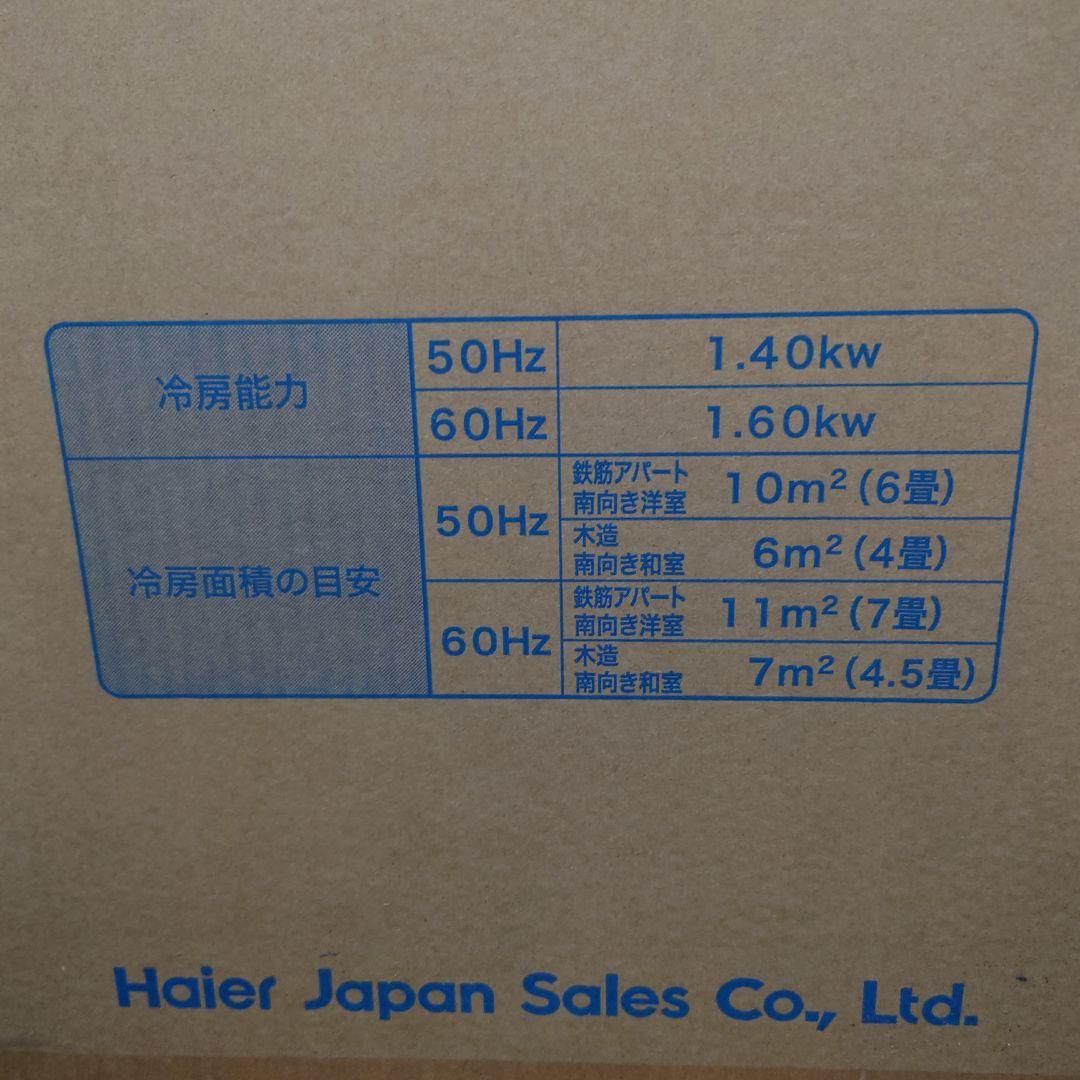 冷房能力
50Hz
1.40kw
60Hz
1.60kw
冷房面積の目安
50Hz
鉄筋アパート
南向き洋室
10m²(6畳)
木造
南向き和室
6m²(4畳)
60Hz
鉄筋アパート
南向き洋室
11m²(7畳)
木造
南向き和室
7m²(4.5畳)
Haier Japan Sales Co., Ltd.